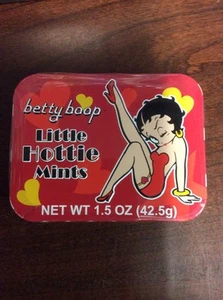 betty boop
Little
Hottie
Mints
NET WT 1.5 OZ (42.5g)